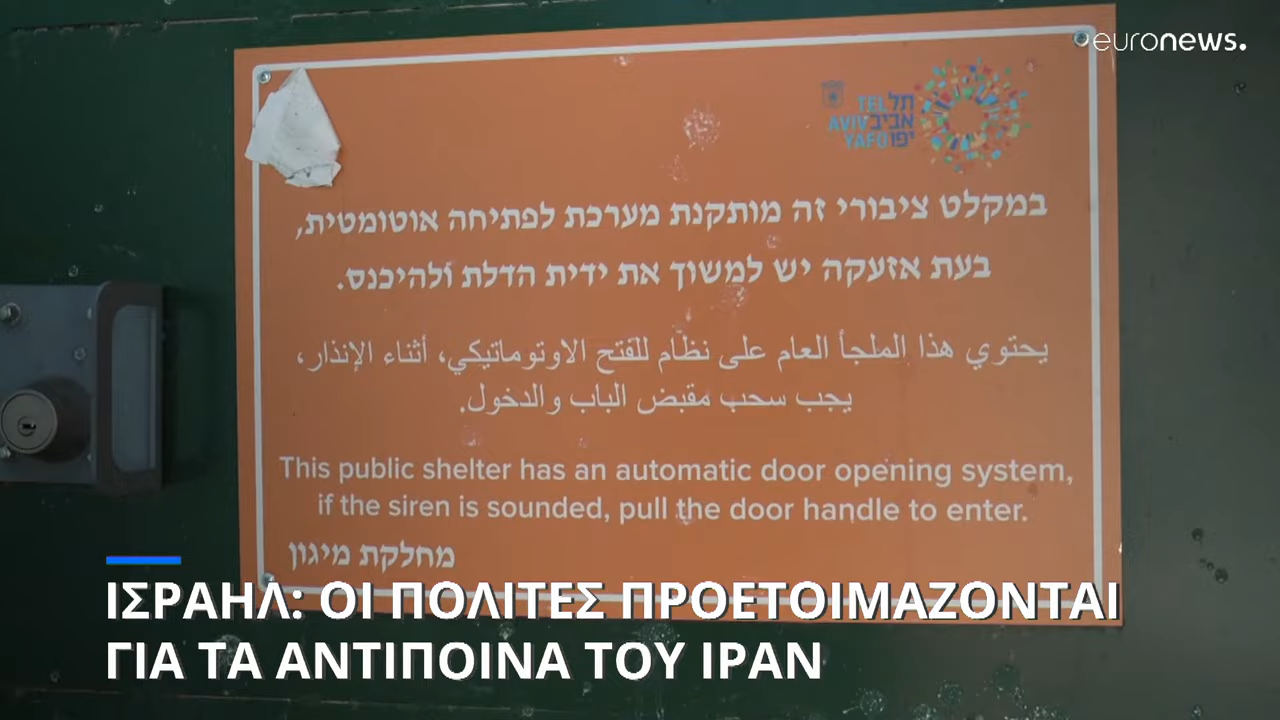 euronews.
TEL תל
AVIV אביב
YAFO יפו
במקלט ציבורי זה מותקנת מערכת לפתיחה אוטומטית,
בעת אזעקה יש למשוך את ידית הדלת ולהיכנס.
يحتوي هذا الملجأ العام على نظام للفتح الاوتوماتيكي، أثناء الإنذار،
يجب سحب مقبض الباب والدخول.
This public shelter has an automatic door opening system,
if the siren is sounded, pull the door handle to enter.
מחלקת מיגון
ΙΣΡΑΗΛ: ΟΙ ΠΟΛΙΤΕΣ ΠΡΟΕΤΟΙΜΑΖΟΝΤΑΙ
ΓΙΑ ΤΑ ΑΝΤΙΠΟΙΝΑ ΤΟΥ ΙΡΑΝ